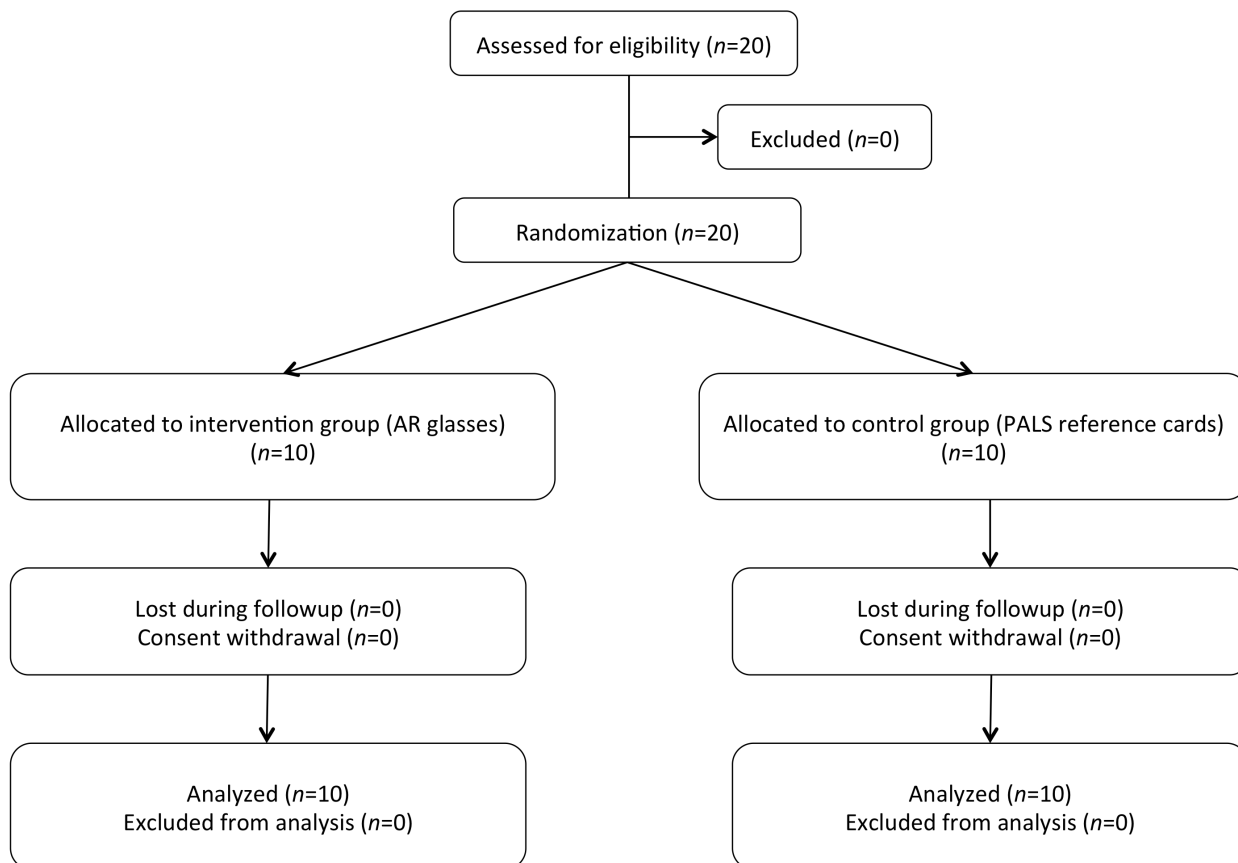 Assessed for eligibility (n=20)
Excluded (n=0)
Randomization (n=20)
Allocated to intervention group (AR glasses)
(n=10)
Allocated to control group (PALS reference cards)
(n=10)
Lost during followup (n=0)
Consent withdrawal (n=0)
Lost during followup (n=0)
Consent withdrawal (n=0)
Analyzed (n=10)
Excluded from analysis (n=0)
Analyzed (n=10)
Excluded from analysis (n=0)